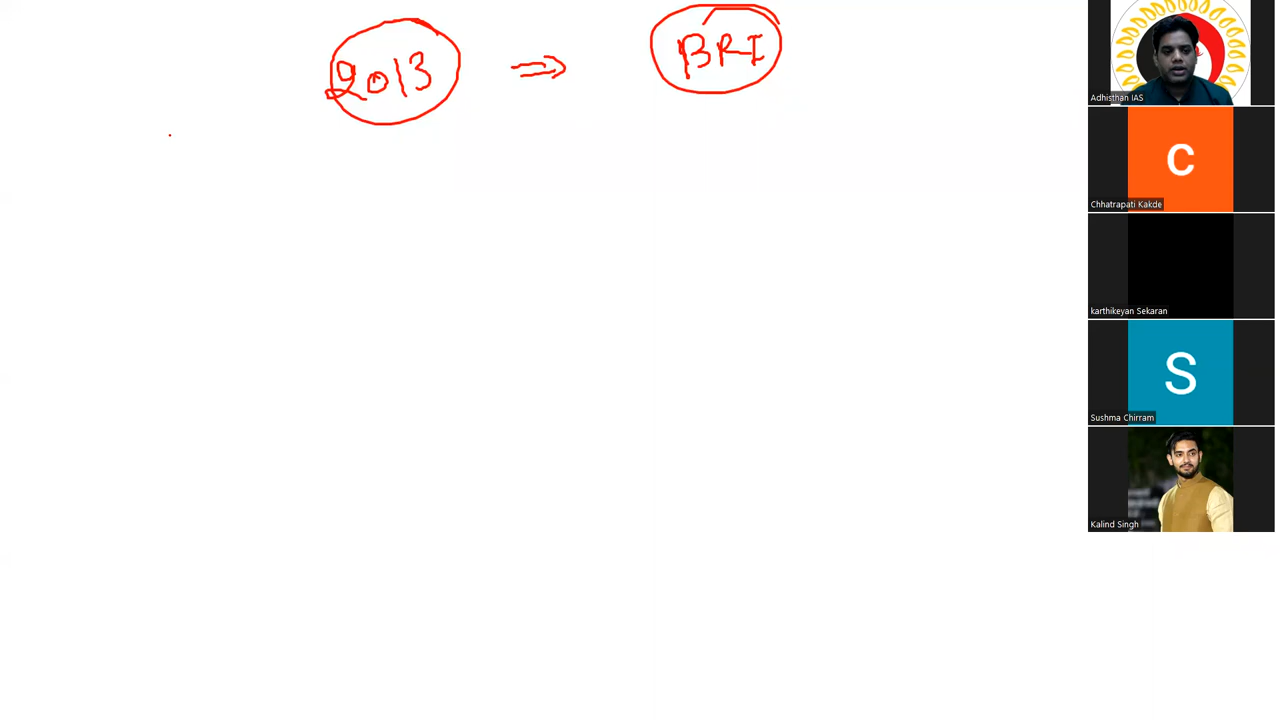 2013 ⇒ BRI
Adhisthan IAS
C
Chhatrapati Kakde
karthikeyan Sekaran
S
Sushma Chirram
Kalind Singh